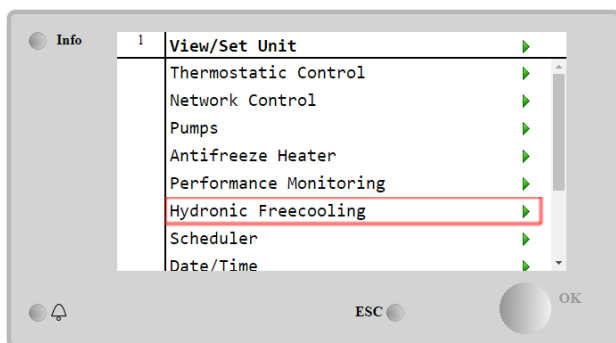 Info
1 View/Set Unit
Thermostatic Control
Network Control
Pumps
Antifreeze Heater
Performance Monitoring
Hydronic Freecooling
Scheduler
Date/Time
ESC
OK